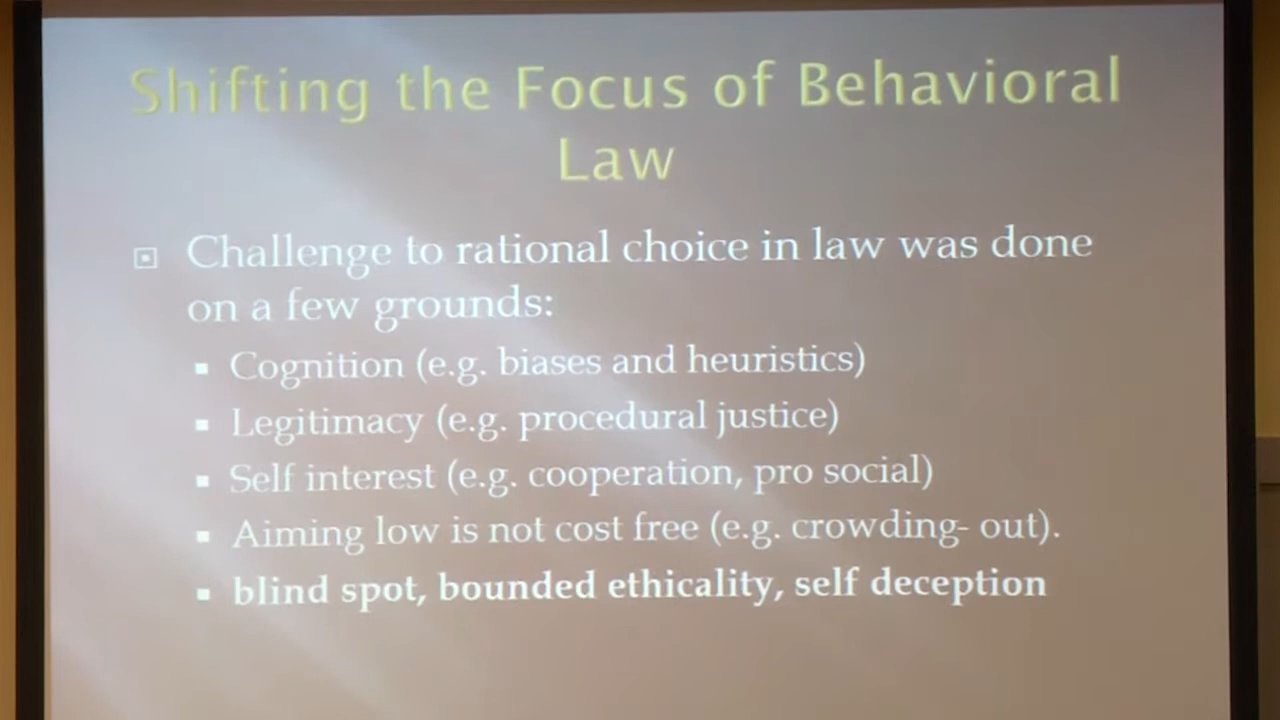 Shifting the Focus of Behavioral
Law
Challenge to rational choice in law was done
on a few grounds:
Cognition (e.g. biases and heuristics)
Legitimacy (e.g. procedural justice)
Self interest (e.g. cooperation, pro social)
Aiming low is not cost free (e.g. crowding- out).
blind spot, bounded ethicality, self deception